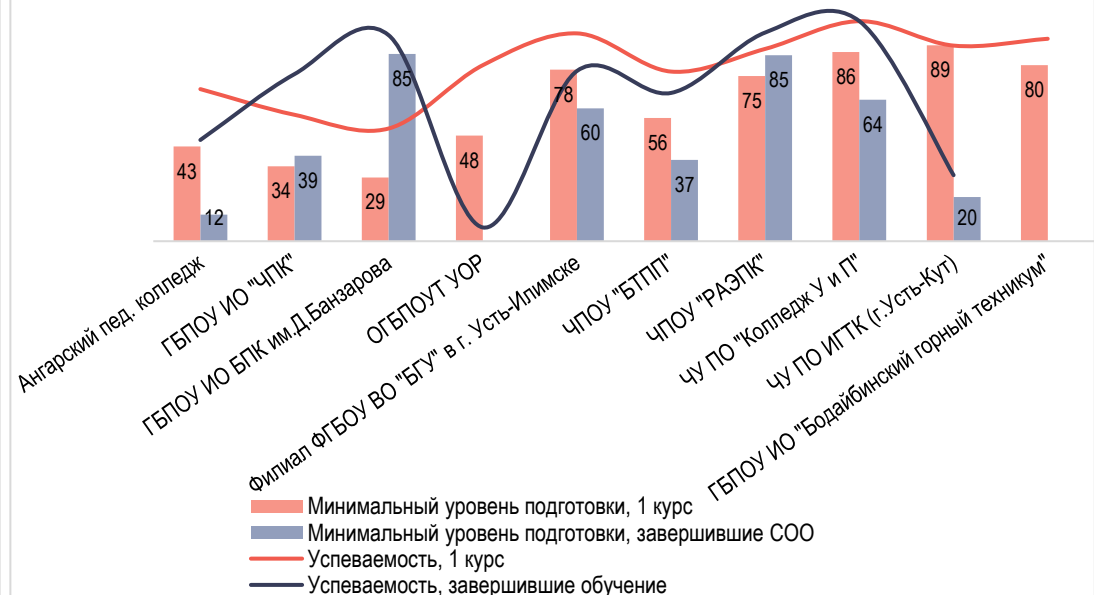 43
12
34
39
29
85
48
78
60
56
37
75
85
86
64
89
20
80
Ангарский пед. колледж
ГБПОУ ИО "ЧПК"
ГБПОУ ИО БПК им.Д.Банзарова
ОГБПОУТ УОР
Филиал ФГБОУ ВО "БГУ" в г. Усть-Илимске
ЧПОУ "БТПП"
ЧПОУ "РАЭПК"
ЧУ ПО "Колледж У и П"
ЧУ ПО ИГТК (г.Усть-Кут)
ГБПОУ ИО "Бодайбинский горный техникум"
Минимальный уровень подготовки, 1 курс
Минимальный уровень подготовки, завершившие СОО
Успеваемость, 1 курс
Успеваемость, завершившие обучение